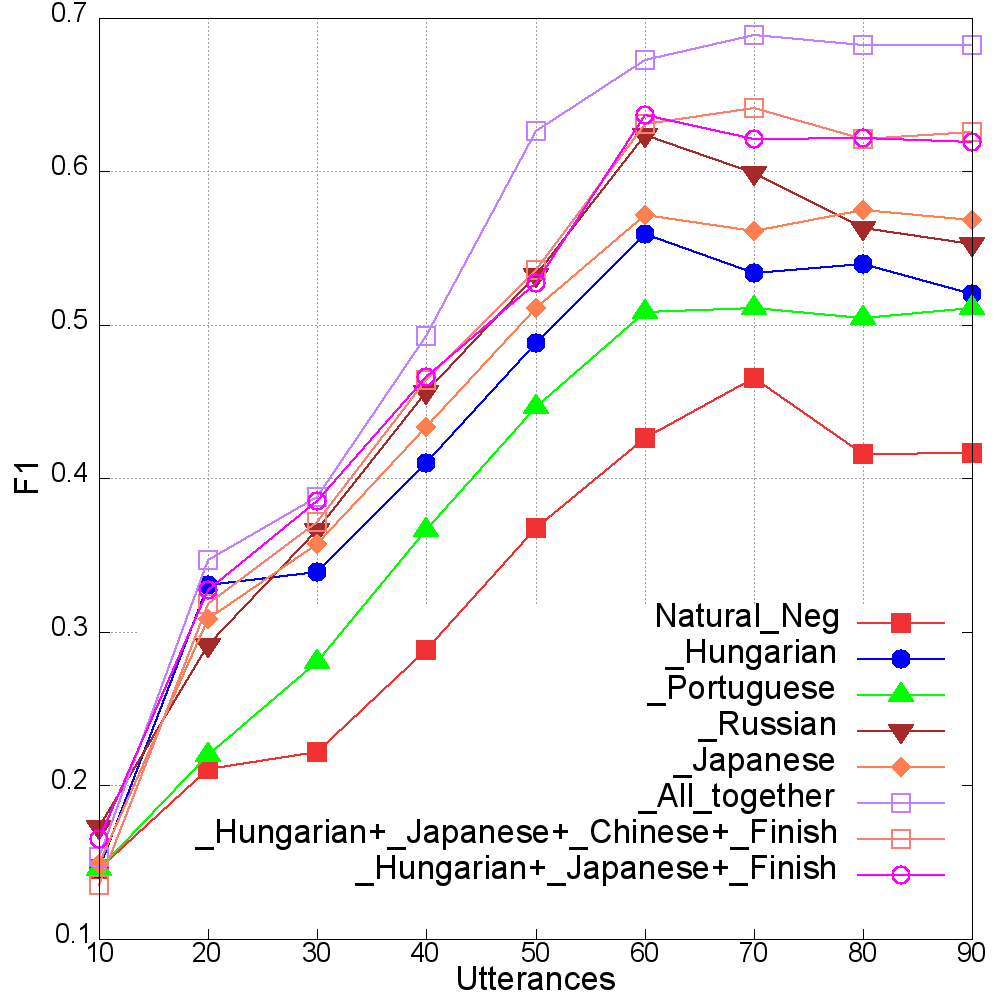 0.7
0.6
0.5
0.4
0.3
0.2
0.1
F1
Natural_Neg
_Hungarian
_Portuguese
_Russian
_Japanese
_All_together
_Hungarian+_Japanese+_Chinese+_Finish
_Hungarian+_Japanese+_Finish
10 20 30 40 50 60 70 80 90
Utterances